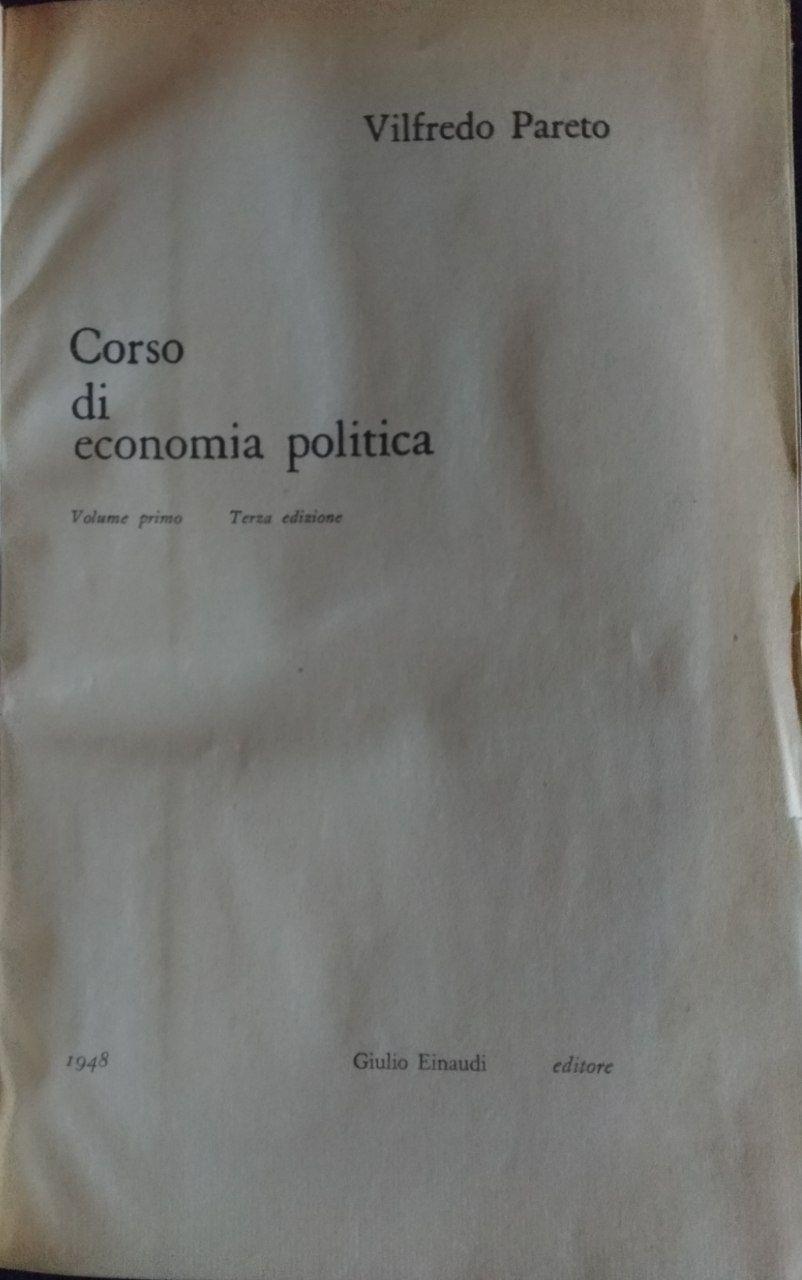 Vilfredo Pareto
Corso
di
economia politica
Volume primo Terza edizione
1948 Giulio Einaudi editore